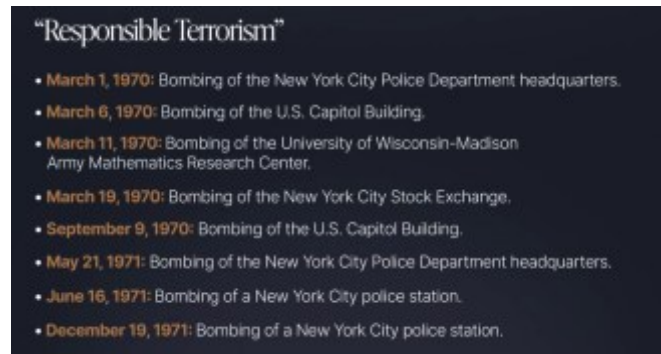 “Responsible Terrorism”
• March 1, 1970: Bombing of the New York City Police Department headquarters.
• March 6, 1970: Bombing of the U.S. Capitol Building.
• March 11, 1970: Bombing of the University of Wisconsin-Madison
Army Mathematics Research Center.
• March 19, 1970: Bombing of the New York City Stock Exchange.
• September 9, 1970: Bombing of the U.S. Capitol Building.
• May 21, 1971: Bombing of the New York City Police Department headquarters.
• June 16, 1971: Bombing of a New York City police station.
• December 19, 1971: Bombing of a New York City police station.